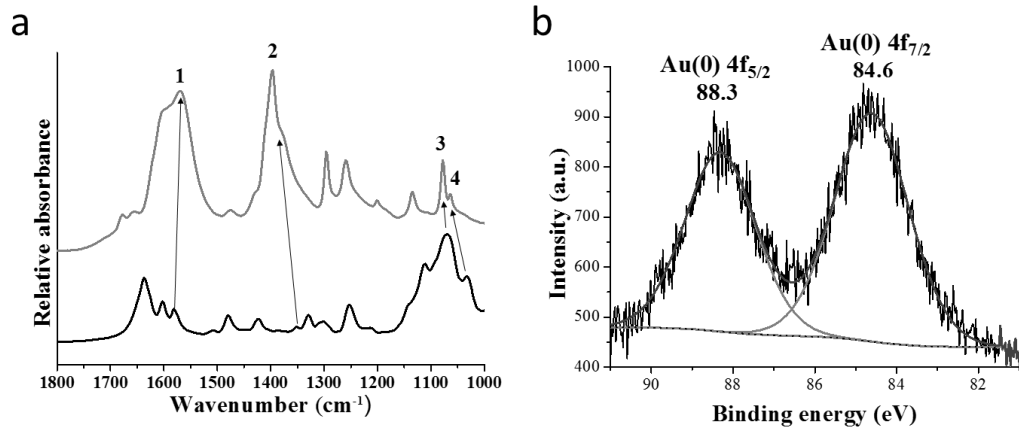 a
1
2
3
4
Relative absorbance
1800 1700 1600 1500 1400 1300 1200 1100 1000
Wavenumber (cm⁻¹)
b
Au(0) 4f₇/₂
84.6
Au(0) 4f₅/₂
88.3
1000
900
800
700
600
500
400
Intensity (a.u.)
90 88 86 84 82
Binding energy (eV)